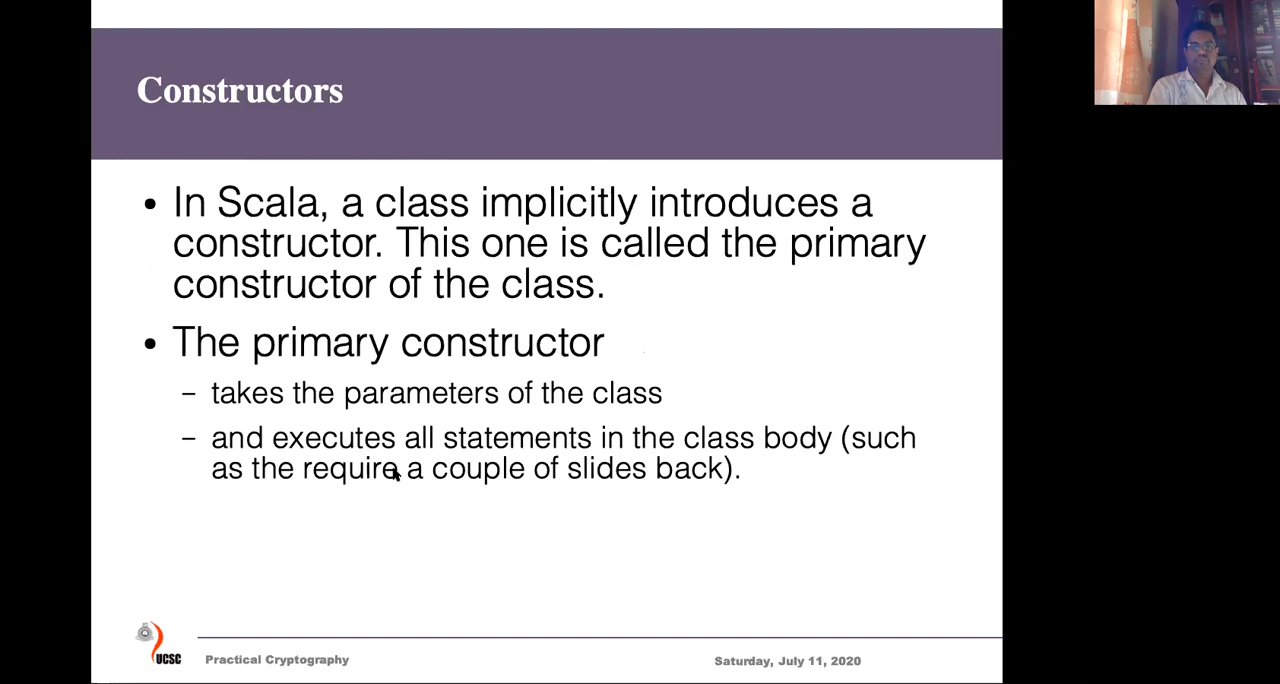 Constructors
• In Scala, a class implicitly introduces a
constructor. This one is called the primary
constructor of the class.
• The primary constructor
– takes the parameters of the class
– and executes all statements in the class body (such
as the require a couple of slides back).
UCSC
Practical Cryptography
Saturday, July 11, 2020